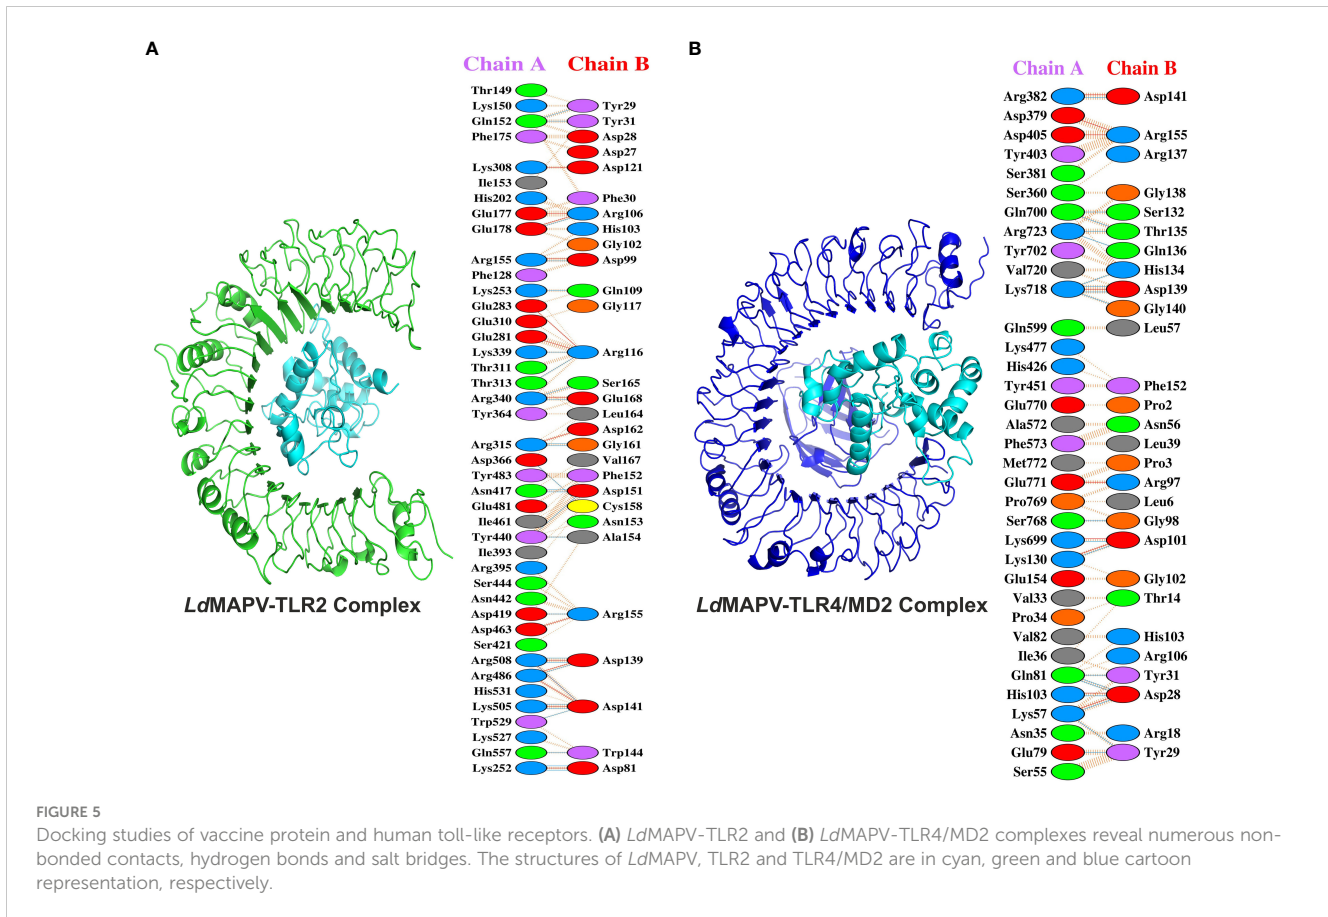 A
Chain A Chain B
Thr149
Lys150 Tyr29
Gln152 Tyr31
Phe175 Asp28
Asp27
Lys308 Asp121
Ile153
His202 Phe30
Glu177 Arg106
Glu178 His103
Gly102
Arg155 Asp99
Phe128
Lys253 Gln109
Glu283 Gly117
Glu310
Glu281
Lys339 Arg116
Thr311
Thr313 Ser165
Arg340 Glu168
Tyr364 Leu164
Asp162
Arg315 Gly161
Asp366 Val167
Tyr483 Phe152
Asn417 Asp151
Glu481 Cys158
Ile461 Asn153
Tyr440 Ala154
Ile393
Arg395
Ser444
Asn442
Asp419 Arg155
Asp463
Ser421
Arg508 Asp139
Arg486
His531
Lys505 Asp141
Trp529
Lys527
Gln557 Trp144
Lys252 Asp81
LdMAPV-TLR2 Complex
B
Chain A Chain B
Arg382 Asp141
Asp379
Asp405 Arg155
Tyr403 Arg137
Ser381
Ser360 Gly138
Gln700 Ser132
Arg723 Thr135
Tyr702 Gln136
Val720 His134
Lys718 Asp139
Gly140
Gln599 Leu57
Lys477
His426
Tyr451 Phe152
Glu770 Pro2
Ala572 Asn56
Phe573 Leu39
Met772 Pro3
Glu771 Arg97
Pro769 Leu6
Ser768 Gly98
Lys699 Asp101
Lys130
Glu154 Gly102
Val33 Thr14
Pro34
Val82 His103
Ile36 Arg106
Gln81 Tyr31
His103 Asp28
Lys57
Asn35 Arg18
Glu79 Tyr29
Ser55
LdMAPV-TLR4/MD2 Complex
FIGURE 5
Docking studies of vaccine protein and human toll-like receptors. (A) LdMAPV-TLR2 and (B) LdMAPV-TLR4/MD2 complexes reveal numerous non-
bonded contacts, hydrogen bonds and salt bridges. The structures of LdMAPV, TLR2 and TLR4/MD2 are in cyan, green and blue cartoon
representation, respectively.